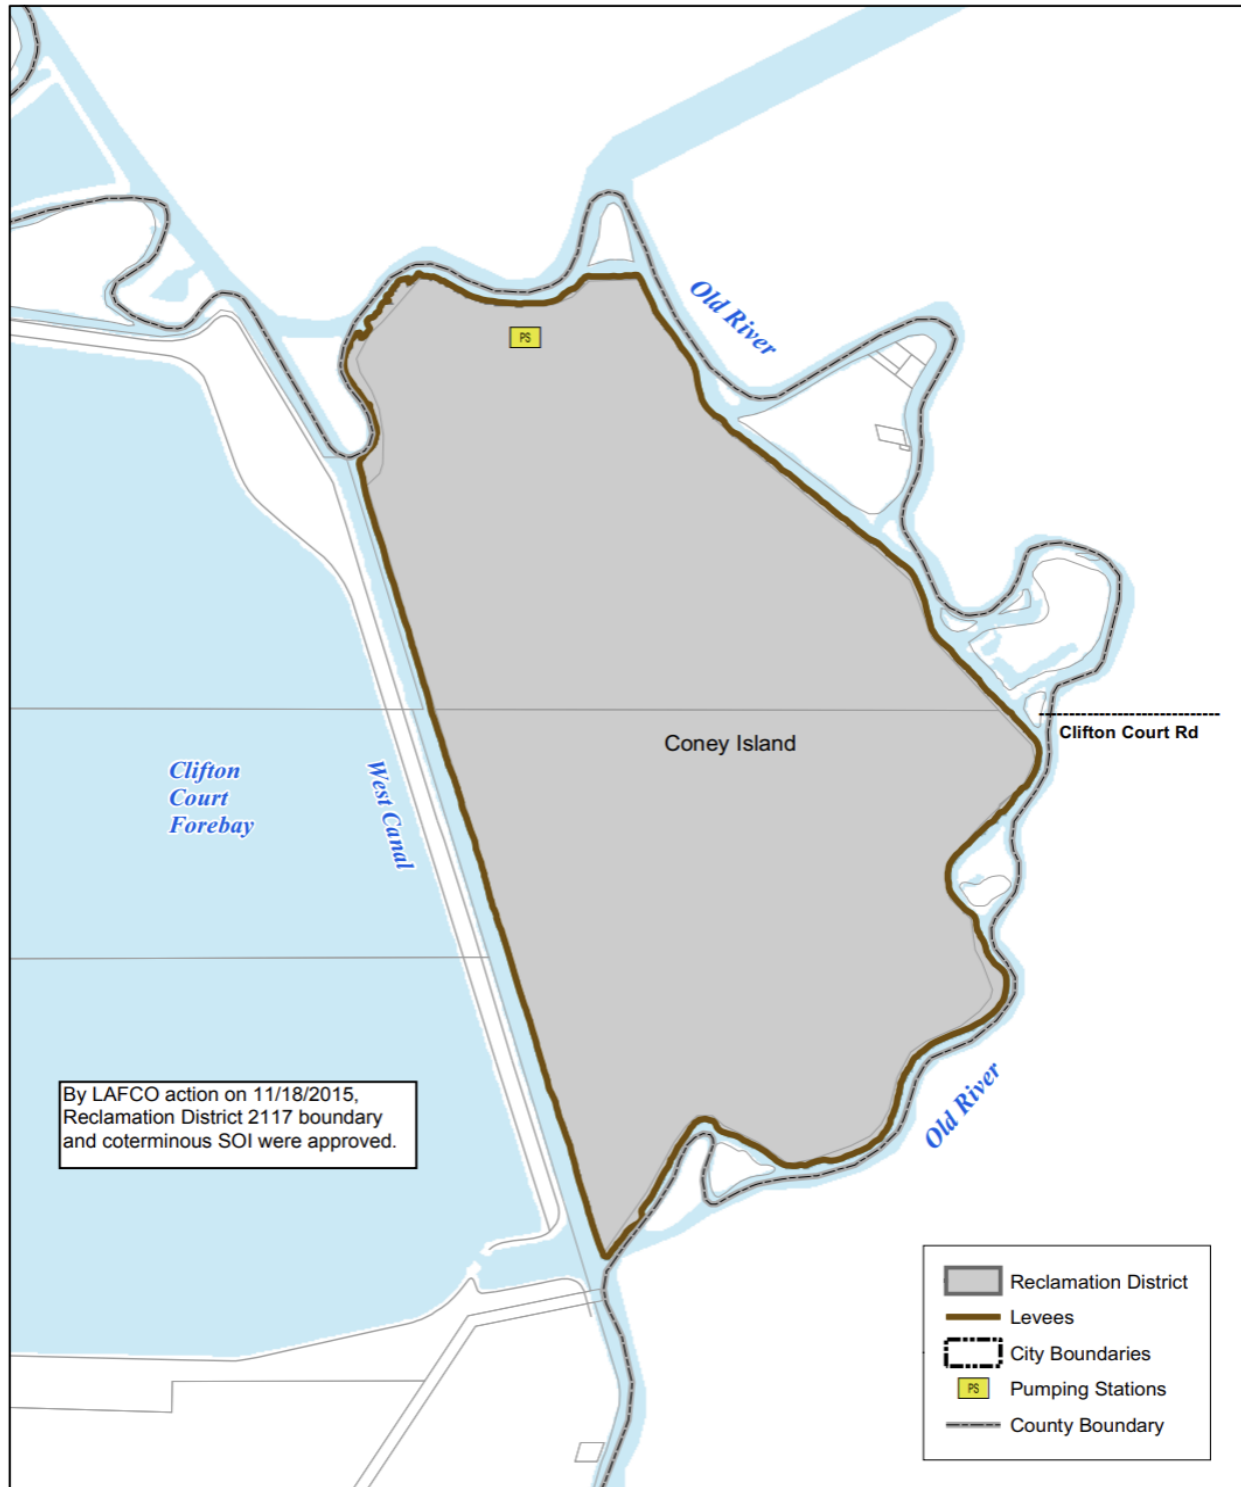 Old River
PS
Coney Island
Clifton Court Rd
Clifton
Court
Forebay
West Canal
By LAFCO action on 11/18/2015,
Reclamation District 2117 boundary
and coterminous SOI were approved.
Old River
Reclamation District
Levees
City Boundaries
PS
Pumping Stations
County Boundary